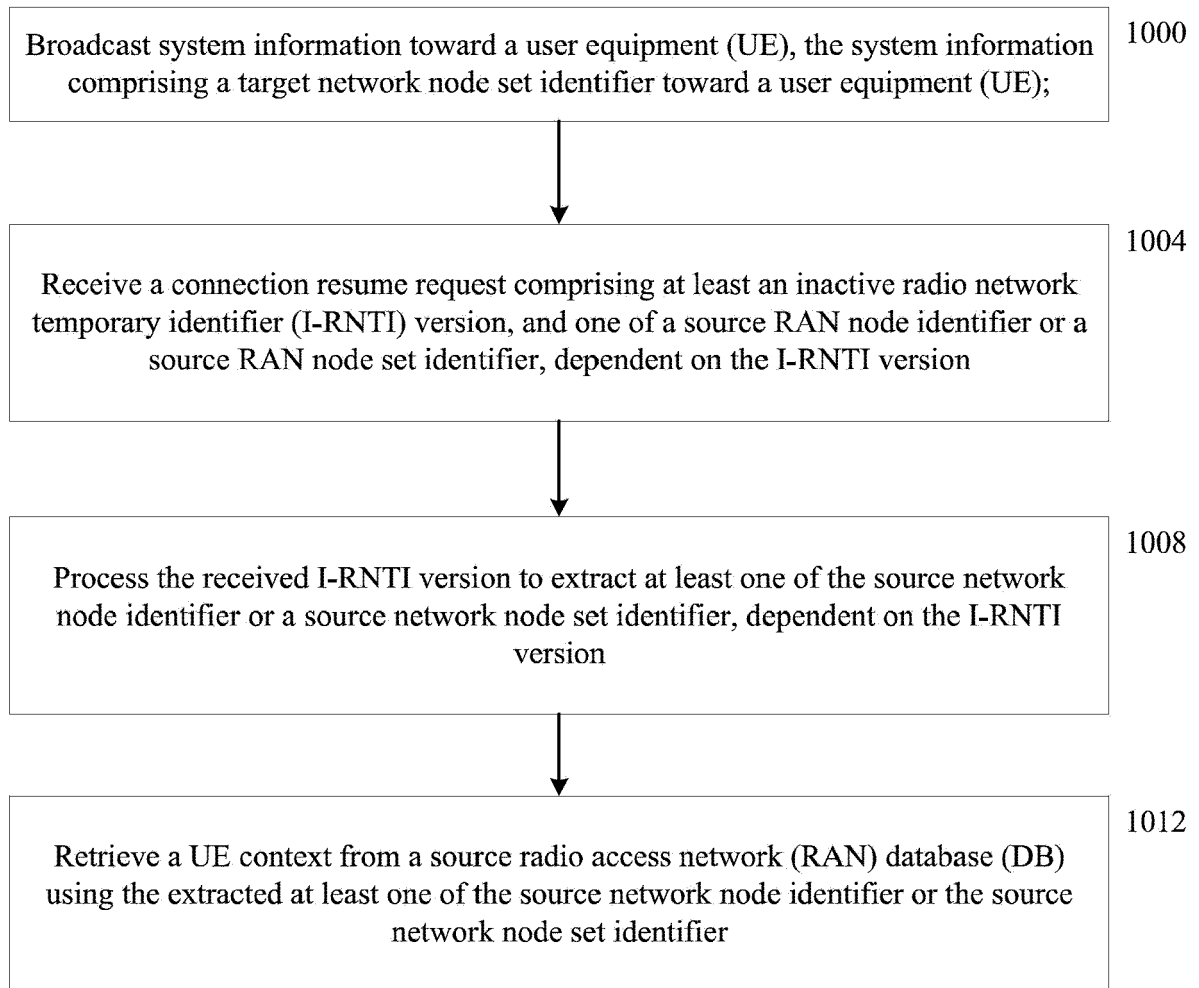 Broadcast system information toward a user equipment (UE), the system information
comprising a target network node set identifier toward a user equipment (UE);
1000
Receive a connection resume request comprising at least an inactive radio network
temporary identifier (I-RNTI) version, and one of a source RAN node identifier or a
source RAN node set identifier, dependent on the I-RNTI version
1004
Process the received I-RNTI version to extract at least one of the source network
node identifier or a source network node set identifier, dependent on the I-RNTI
version
1008
Retrieve a UE context from a source radio access network (RAN) database (DB)
using the extracted at least one of the source network node identifier or the source
network node set identifier
1012